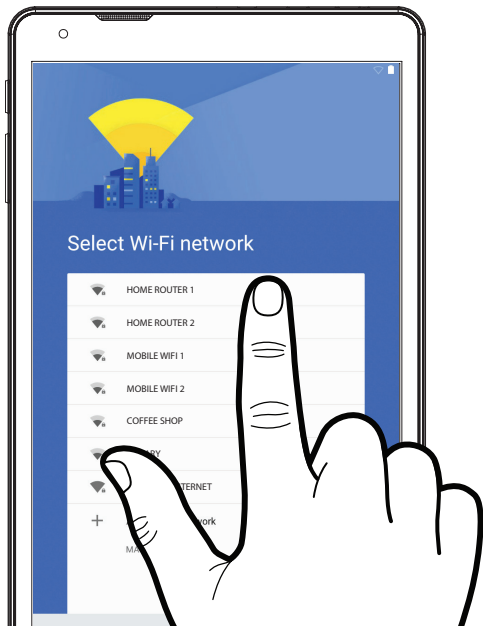 Select Wi-Fi network
HOME ROUTER 1
HOME ROUTER 2
MOBILE WIFI 1
MOBILE WIFI 2
COFFEE SHOP